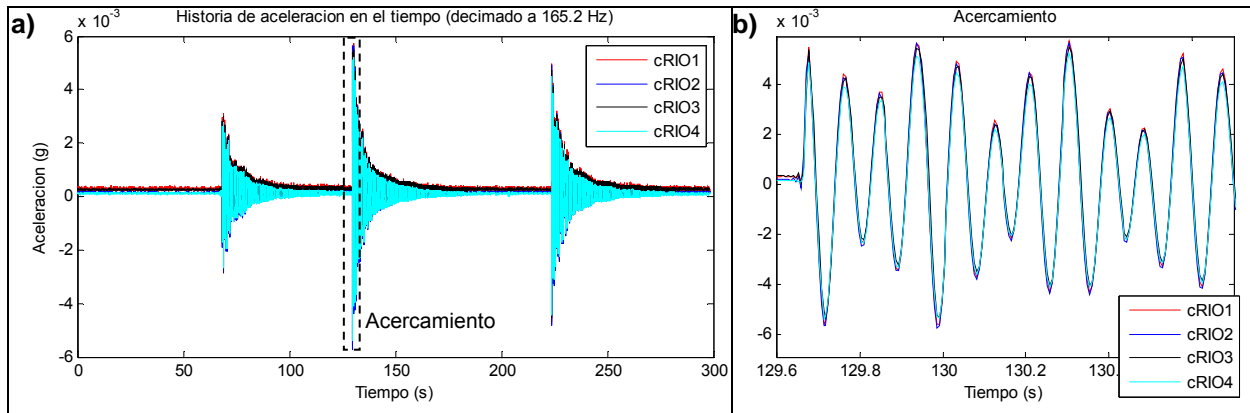 a)
x 10⁻³
Historia de aceleracion en el tiempo (decimado a 165.2 Hz)
6
4
2
0
-2
-4
-6
Aceleracion (g)
cRIO1
cRIO2
cRIO3
cRIO4
Acercamiento
0 50 100 150 200 250 300
Tiempo (s)
b)
x 10⁻³
Acercamiento
4
2
0
-2
-4
-6
cRIO1
cRIO2
cRIO3
cRIO4
129.6 129.8 130 130.2 130.
Tiempo (s)